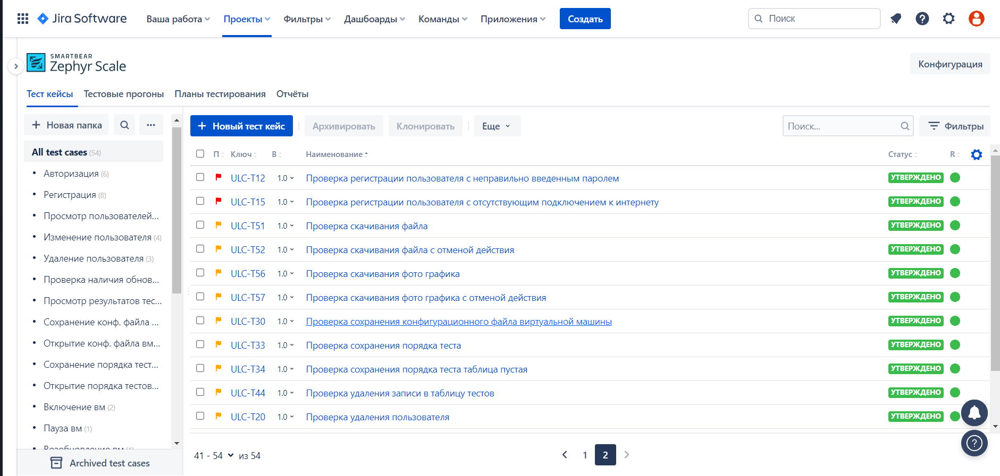 Jira Software Ваша работа Проекты Фильтры Дашборды Команды Приложения Создать Поиск
SMARTBEAR
Zephyr Scale
Конфигурация
Тест кейсы Тестовые прогоны Планы тестирования Отчёты
+ Новая папка ...
All test cases (54)
• Авторизация (6)
• Регистрация (8)
• Просмотр пользователей...
• Изменение пользователя (4)
• Удаление пользователя (3)
• Проверка наличия обнов...
• Просмотр результатов тес...
• Сохранение конф. файла ...
• Открытие конф. файла вм...
• Сохранение порядка тест...
• Открытие порядка тестов...
• Включение вм (2)
• Пауза вм (1)
• Возобновление вм (1)
Archived test cases
+ Новый тест кейс Архивировать Клонировать Еще Поиск... Фильтры
П Ключ В Наименование Статус R
ULC-T12 1.0 Проверка регистрации пользователя с неправильно введенным паролем УТВЕРЖДЕНО
ULC-T15 1.0 Проверка регистрации пользователя с отсутствующим подключением к интернету УТВЕРЖДЕНО
ULC-T51 1.0 Проверка скачивания файла УТВЕРЖДЕНО
ULC-T52 1.0 Проверка скачивания файла с отменой действия УТВЕРЖДЕНО
ULC-T56 1.0 Проверка скачивания фото графика УТВЕРЖДЕНО
ULC-T57 1.0 Проверка скачивания фото графика с отменой действия УТВЕРЖДЕНО
ULC-T30 1.0 Проверка сохранения конфигурационного файла виртуальной машины УТВЕРЖДЕНО
ULC-T33 1.0 Проверка сохранения порядка теста УТВЕРЖДЕНО
ULC-T34 1.0 Проверка сохранения порядка теста таблица пустая УТВЕРЖДЕНО
ULC-T44 1.0 Проверка удаления записи в таблицу тестов УТВЕРЖДЕНО
ULC-T20 1.0 Проверка удаления пользователя УТВЕРЖДЕНО
41 - 54 из 54 1 2